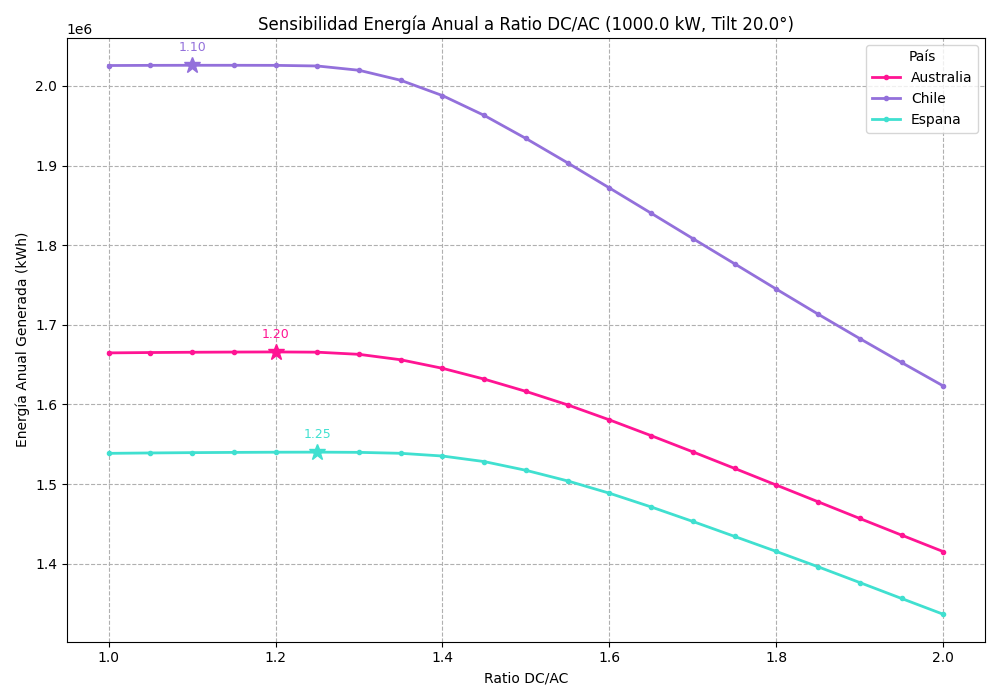 Sensibilidad Energía Anual a Ratio DC/AC (1000.0 kW, Tilt 20.0°)
1e6
País
Australia
Chile
Espana
1.10
1.20
1.25
2.0
1.9
1.8
1.7
1.6
1.5
1.4
Energía Anual Generada (kWh)
1.0 1.2 1.4 1.6 1.8 2.0
Ratio DC/AC